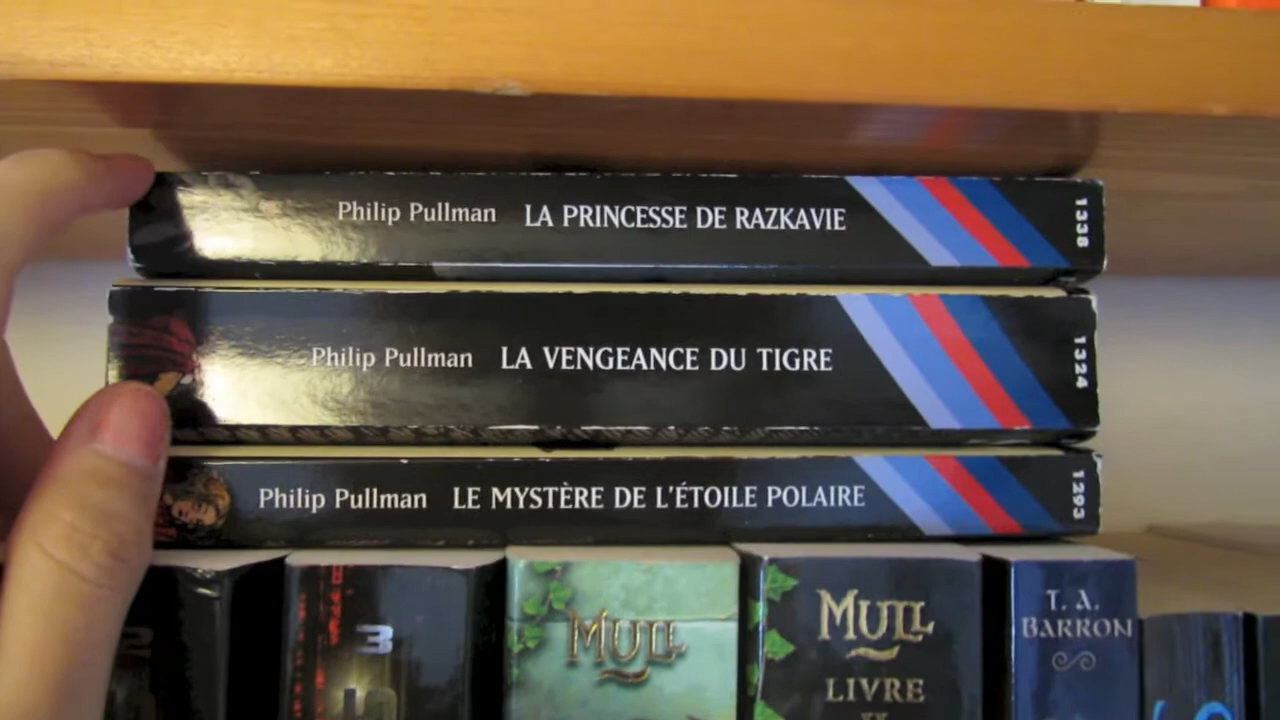 Philip Pullman LA PRINCESSE DE RAZKAVIE 1338
Philip Pullman LA VENGEANCE DU TIGRE 1324
Philip Pullman LE MYSTÈRE DE L'ÉTOILE POLAIRE 1293
2
3
MULL
MULL
LIVRE
T. A.
BARRON